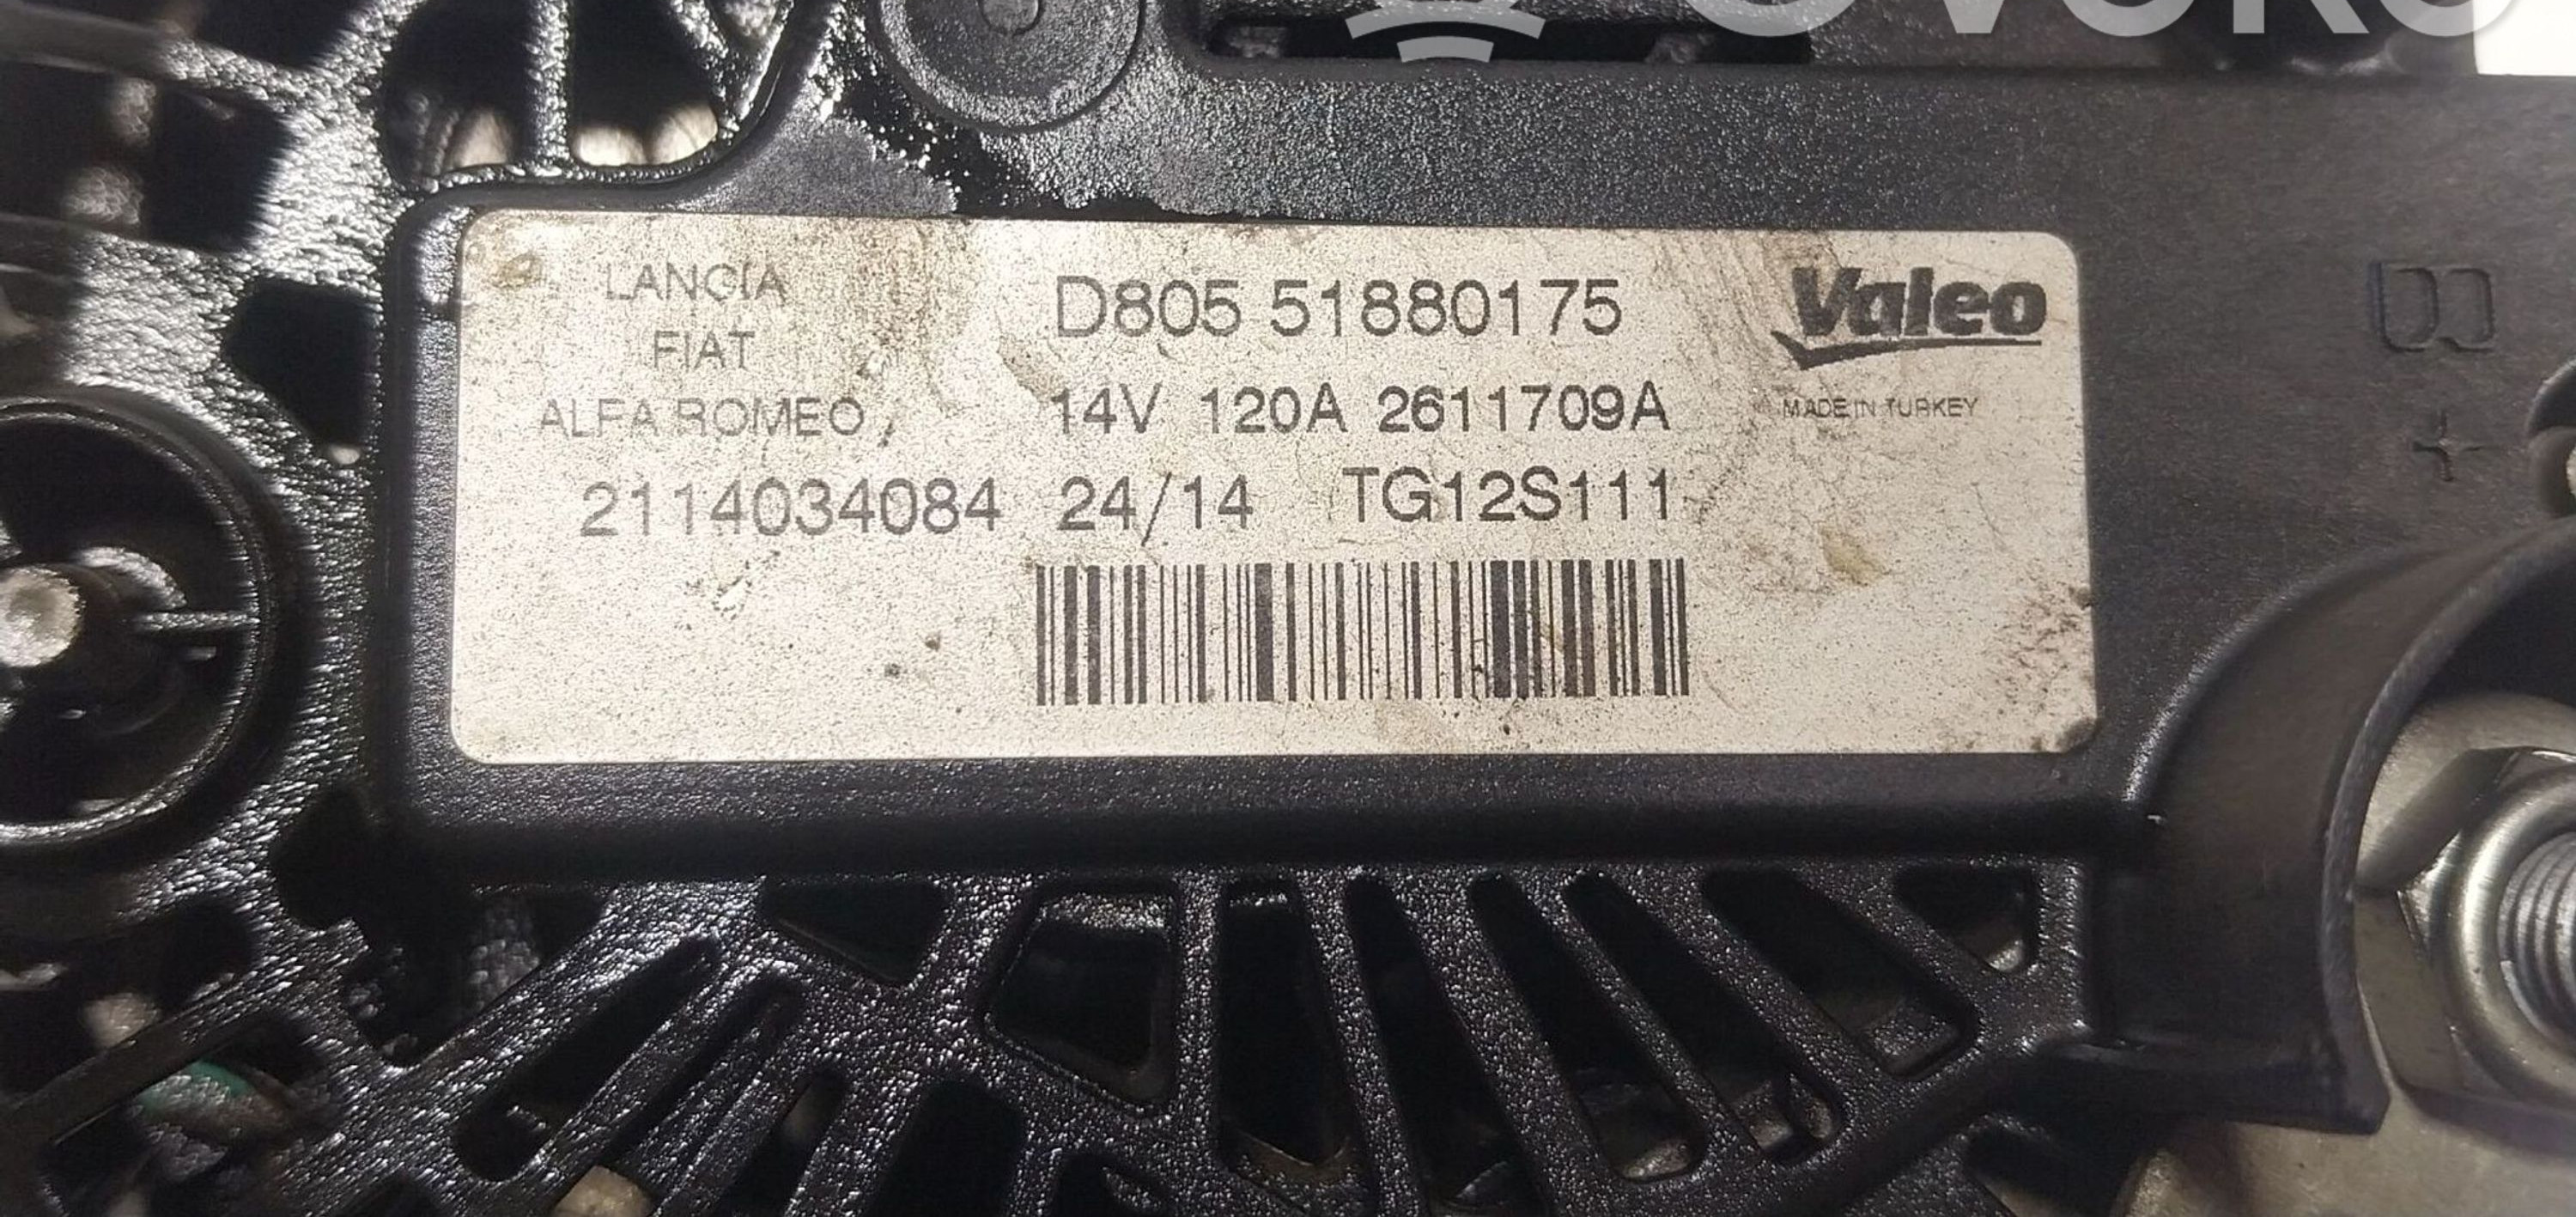 LANCIA
FIAT
ALFA ROMEO
D805 51880175
14V 120A 2611709A
2114034084 24/14 TG12S111
Valeo
MADE IN TURKEY
B
+